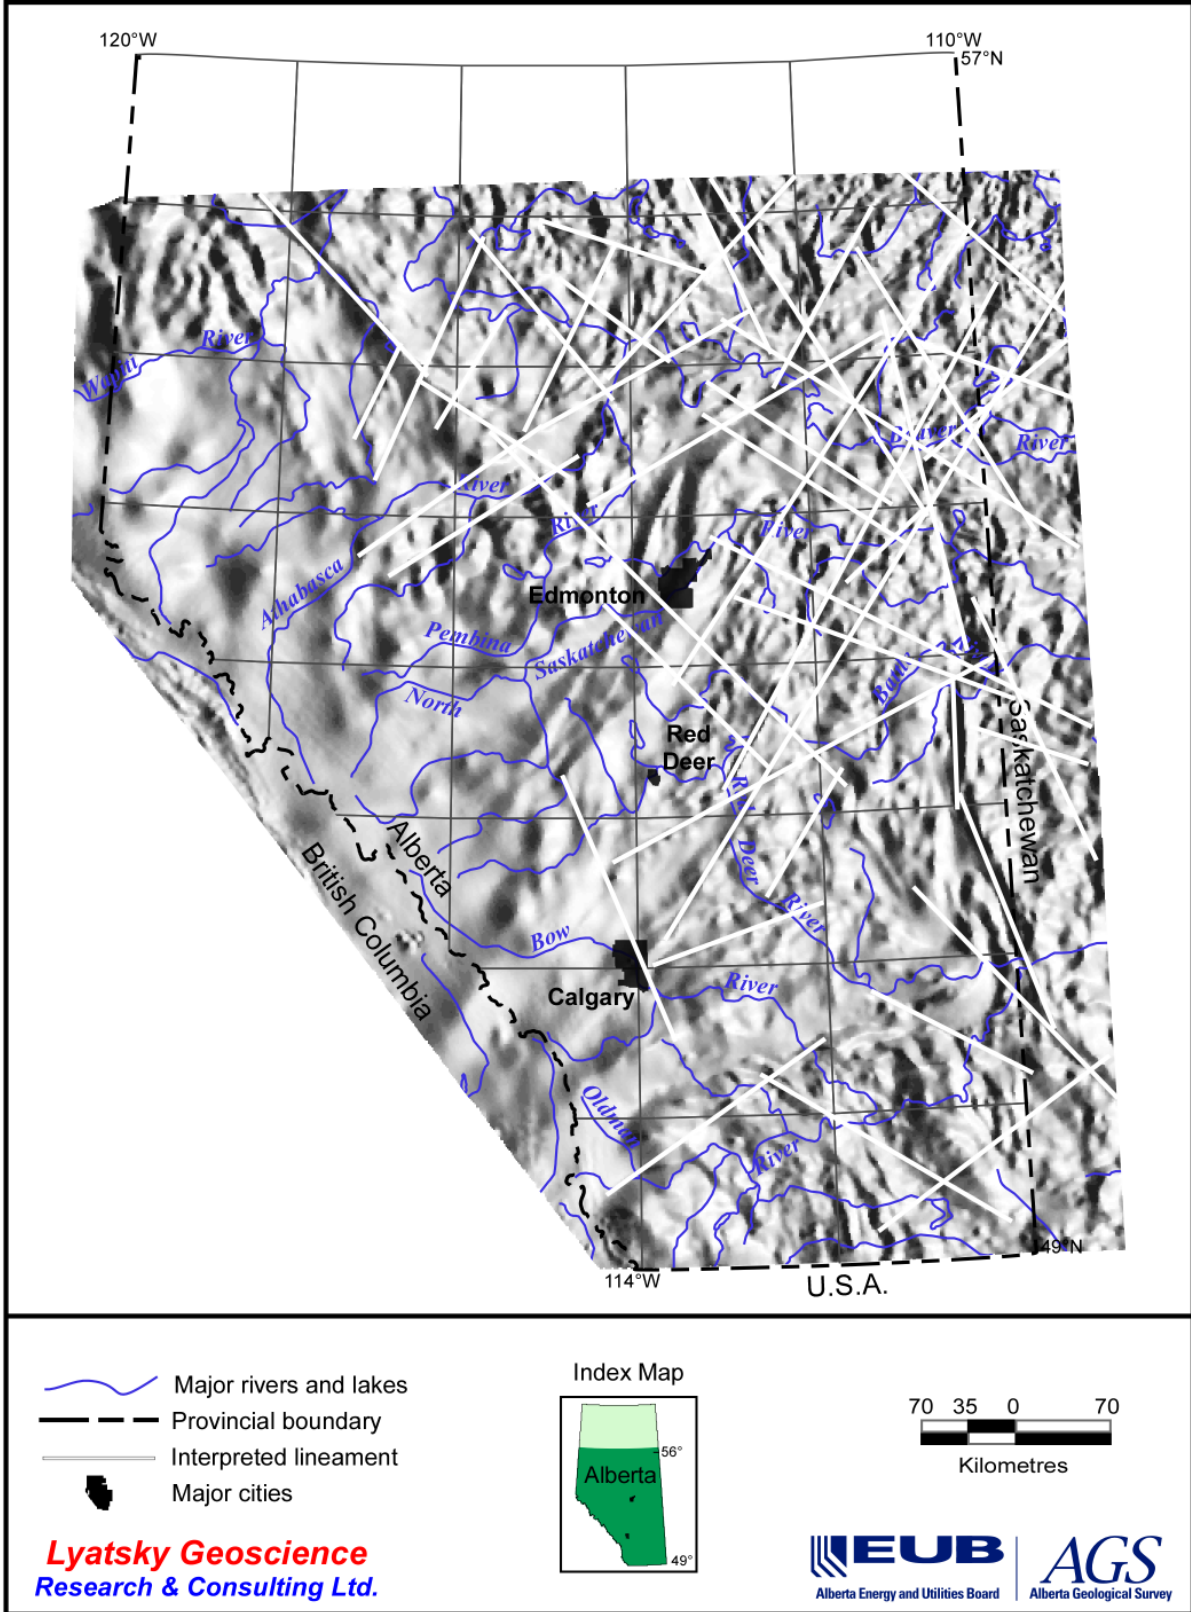 120°W
110°W
57°N
River
Wapiti
Beaver
River
River
River
River
Athabasca
Edmonton
Pembina
Saskatchewan
North
River
Battle
Red
Deer
Red
Saskatchewan
Alberta
British Columbia
Deer
River
Bow
Calgary
River
Oldman
River
49°N
114°W
U.S.A.
Major rivers and lakes
Provincial boundary
Interpreted lineament
Major cities
Lyatsky Geoscience
Research & Consulting Ltd.
Index Map
56°
Alberta
49°
70 35 0 70
Kilometres
EUB
Alberta Energy and Utilities Board
AGS
Alberta Geological Survey